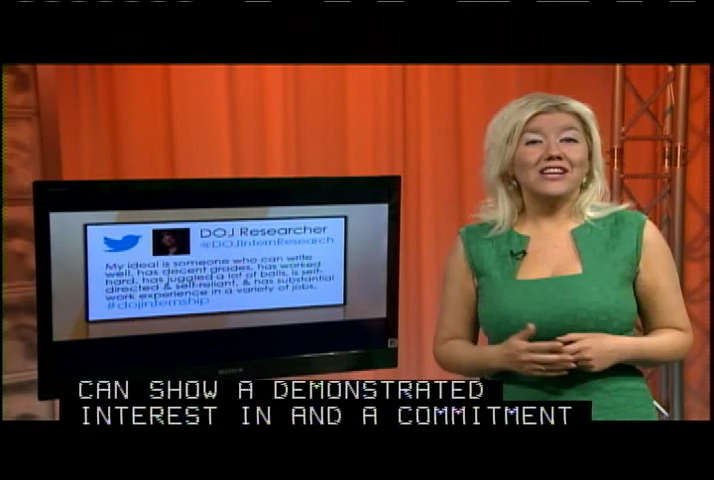 DOJ Researcher
@DOJInternResearch
My ideal is someone who can write
well, has decent grades, has worked
hard, has juggled a lot of balls, is self-
directed & self-reliant, & has substantial
work experience in a variety of jobs.
#dojinternship
SONY
CAN SHOW A DEMONSTRATED
INTEREST IN AND A COMMITMENT